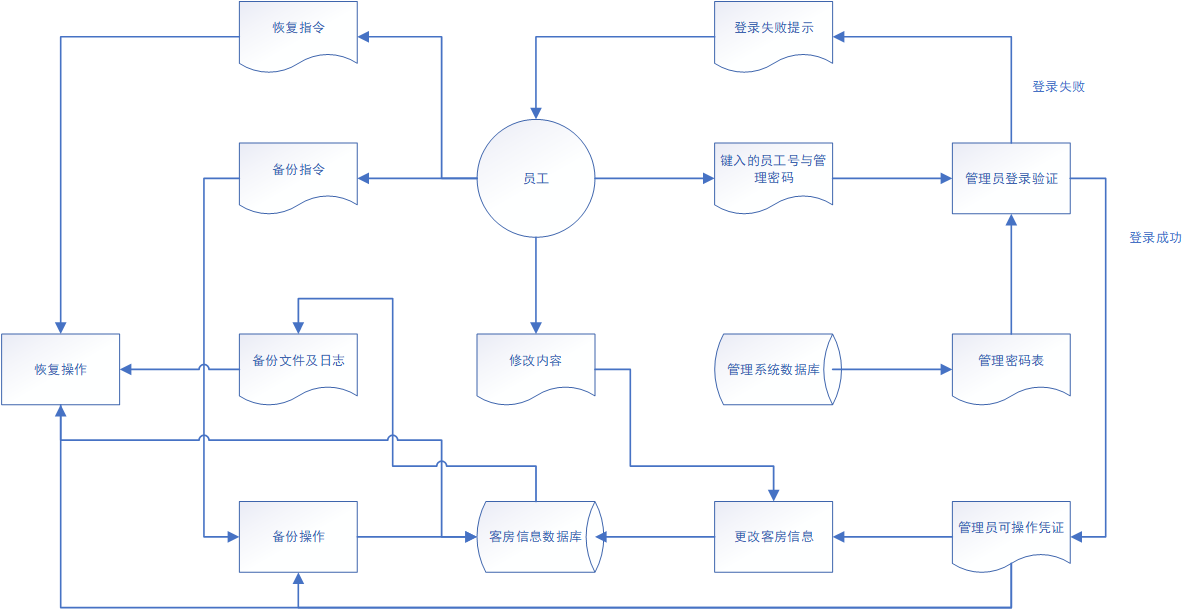 恢复指令
登录失败提示
登录失败
备份指令
员工
键入的员工号与管
理密码
管理员登录验证
登录成功
恢复操作
备份文件及日志
修改内容
管理系统数据库
管理密码表
备份操作
客房信息数据库
更改客房信息
管理员可操作凭证